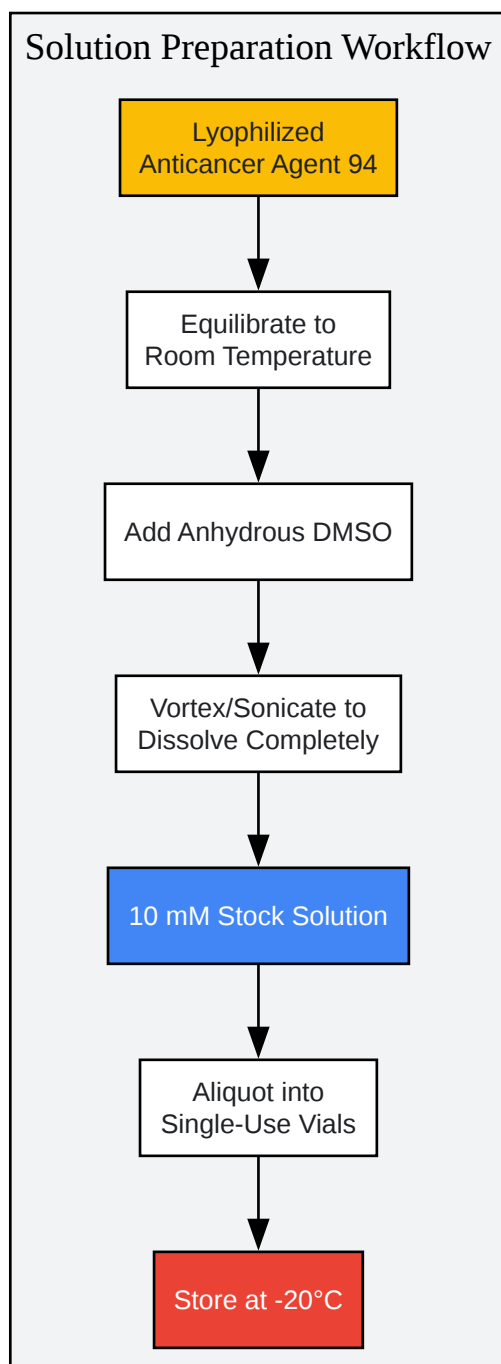 Solution Preparation Workflow
Lyophilized
Anticancer Agent 94
Equilibrate to
Room Temperature
Add Anhydrous DMSO
Vortex/Sonicate to
Dissolve Completely
10 mM Stock Solution
Aliquot into
Single-Use Vials
Store at -20°C